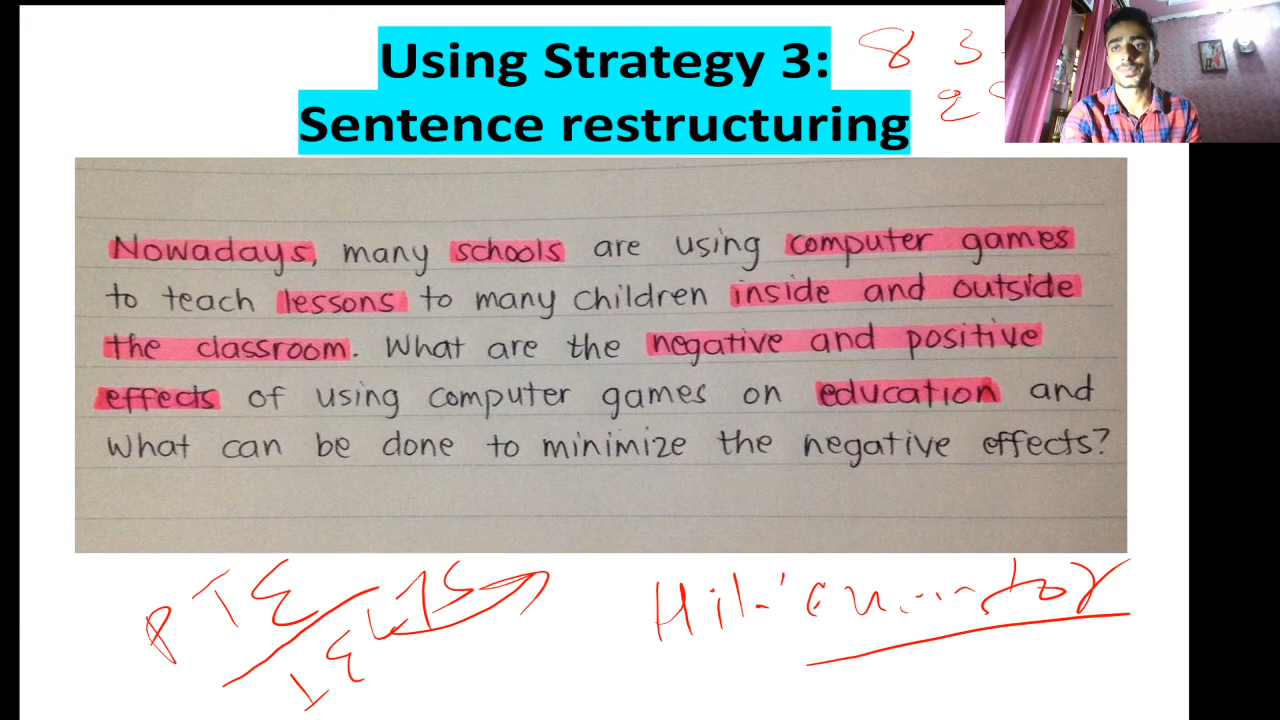 Using Strategy 3:
Sentence restructuring
8 3
Nowadays, many schools are using computer games
to teach lessons to many children inside and outside
the classroom. What are the negative and positive
effects of using computer games on education and
what can be done to minimize the negative effects?
PTE
IELTS